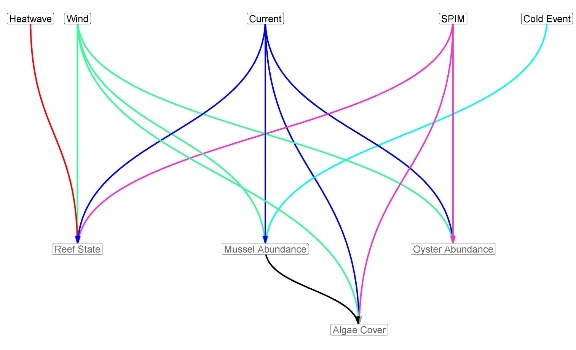 Heatwave
Wind
Current
SPIM
Cold Event
Reef State
Mussel Abundance
Oyster Abundance
Algae Cover